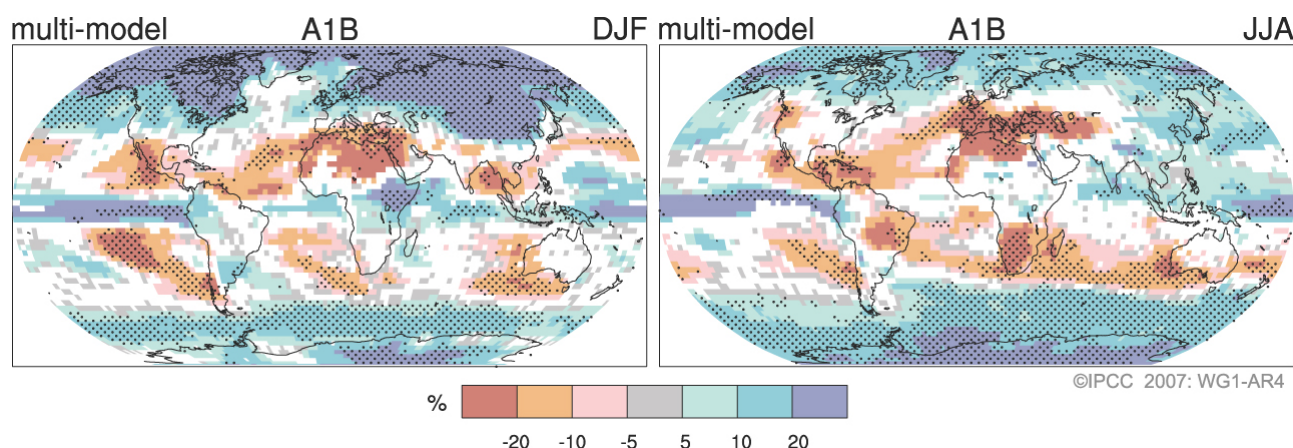 multi-model A1B DJF
multi-model A1B JJA
©IPCC 2007: WG1-AR4
%
-20 -10 -5 5 10 20